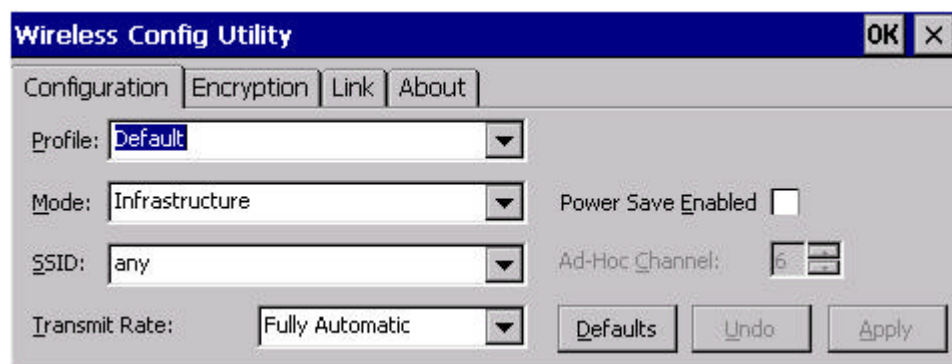 Wireless Config Utility OK ×
Configuration Encryption Link About
Profile: Default
Mode: Infrastructure Power Save Enabled
SSID: any Ad-Hoc Channel: 6
Transmit Rate: Fully Automatic Defaults Undo Apply